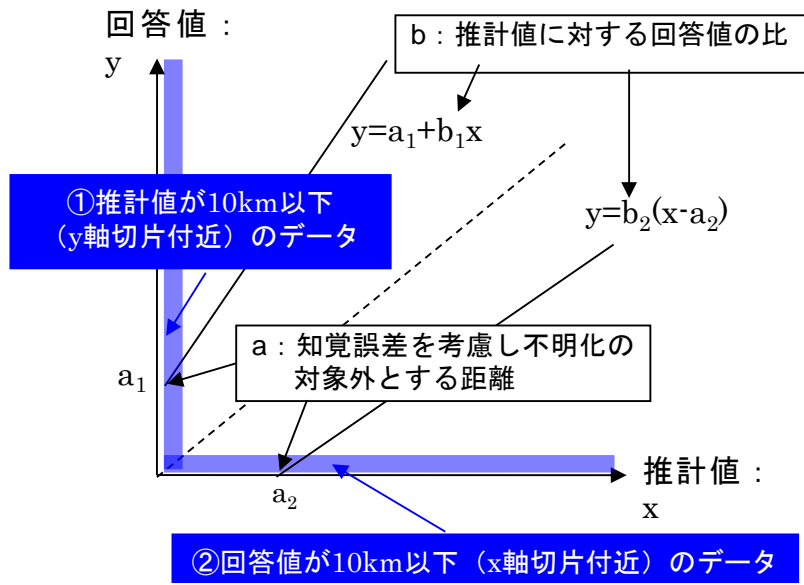 回答値：
y
b：推計値に対する回答値の比
y=a₁+b₁x
①推計値が10km以下
（y軸切片付近）のデータ
y=b₂(x-a₂)
a：知覚誤差を考慮し不明化の
対象外とする距離
a₁
a₂
推計値：
x
②回答値が10km以下（x軸切片付近）のデータ